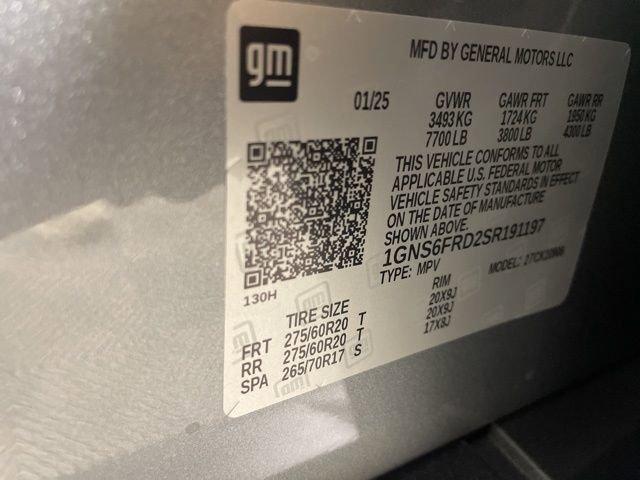 gm
MFD BY GENERAL MOTORS LLC
01/25 GVWR GAWR FRT GAWR RR
3493 KG 1724 KG 1950 KG
7700 LB 3800 LB 4300 LB
THIS VEHICLE CONFORMS TO ALL
APPLICABLE U.S. FEDERAL MOTOR
VEHICLE SAFETY STANDARDS IN EFFECT
ON THE DATE OF MANUFACTURE
SHOWN ABOVE.
1GNS6FRD2SR191197
TYPE: MPV MODEL:
130H
TIRE SIZE RIM
FRT 275/60R20 T 20X9J
RR 275/60R20 T 20X9J
SPA 265/70R17 S 17X8J